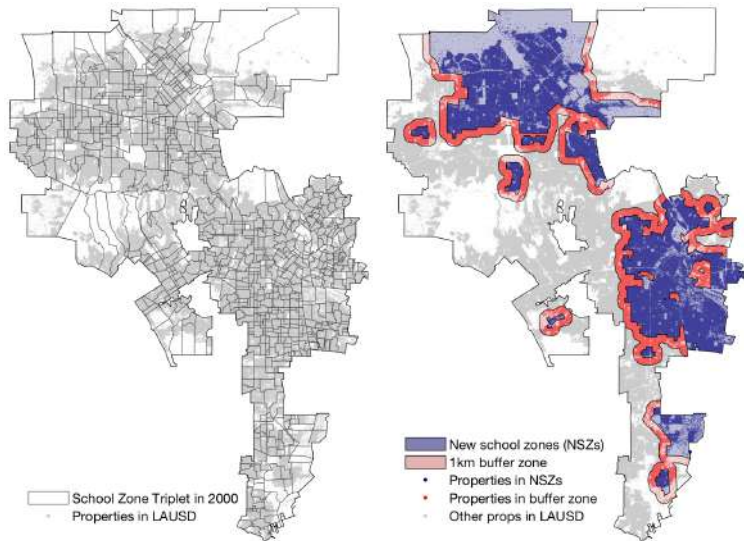 School Zone Triplet in 2000
Properties in LAUSD
New school zones (NSZs)
1km buffer zone
Properties in NSZs
Properties in buffer zone
Other props in LAUSD